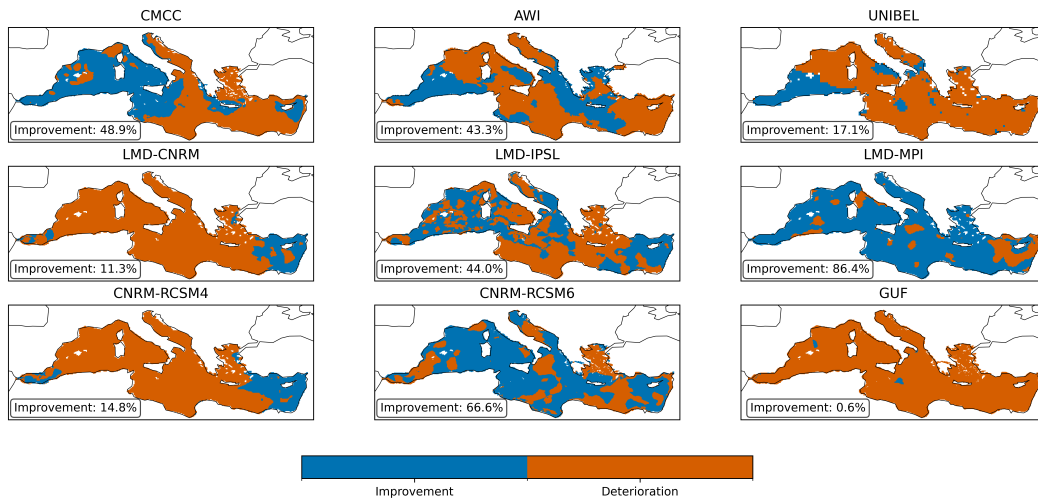 CMCC
AWI
UNIBEL
Improvement: 48.9%
Improvement: 43.3%
Improvement: 17.1%
LMD-CNRM
LMD-IPSL
LMD-MPI
Improvement: 11.3%
Improvement: 44.0%
Improvement: 86.4%
CNRM-RCSM4
CNRM-RCSM6
GUF
Improvement: 14.8%
Improvement: 66.6%
Improvement: 0.6%
Improvement
Deterioration